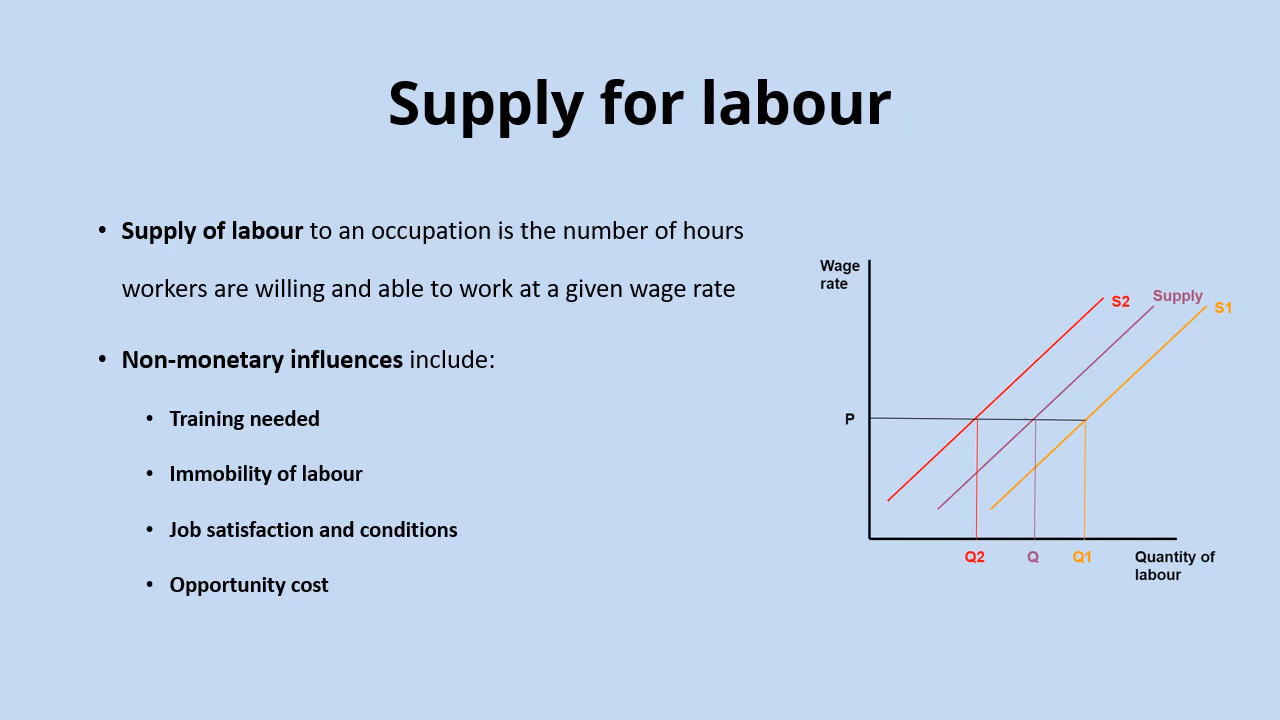 Supply for labour
• Supply of labour to an occupation is the number of hours
workers are willing and able to work at a given wage rate
• Non-monetary influences include:
• Training needed
• Immobility of labour
• Job satisfaction and conditions
• Opportunity cost
Wage
rate
S2
Supply
S1
P
Q2
Q
Q1
Quantity of
labour